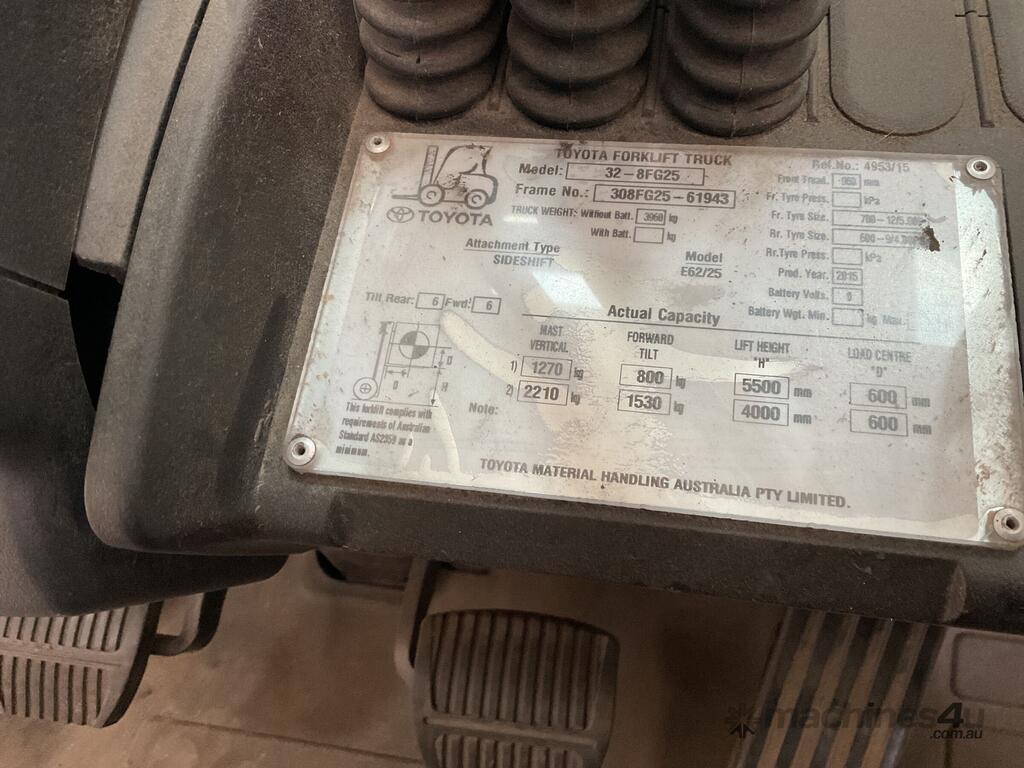 TOYOTA FORKLIFT TRUCK
Ref.No.: 4953/15
Model: 32-8FG25
Front Tread. 960 mm
Frame No.: 308FG25-61943
Fr. Tyre Press. kPa
TOYOTA
TRUCK WEIGHT: Without Batt. 3960 kg
Fr. Tyre Size.
With Batt. kg
Rr. Tyre Size.
Attachment Type
Model
Rr.Tyre Press. kPa
SIDESHIFT
E62/25
Prod. Year. 2015
Battery Volts. 0
Tilt Rear: 6 Fwd: 6
Actual Capacity
Battery Wgt. Min. kg Max.
MAST VERTICAL
FORWARD TILT
LIFT HEIGHT "H"
LOAD CENTRE "D"
1) 1270 kg 800 kg 5500 mm 600 mm
2) 2210 kg 1530 kg 4000 mm 600 mm
D
D
H
Note:
This forklift complies with
requirements of Australian
Standard AS2359 as a
minimum.
TOYOTA MATERIAL HANDLING AUSTRALIA PTY LIMITED.
machines4u
.com.au